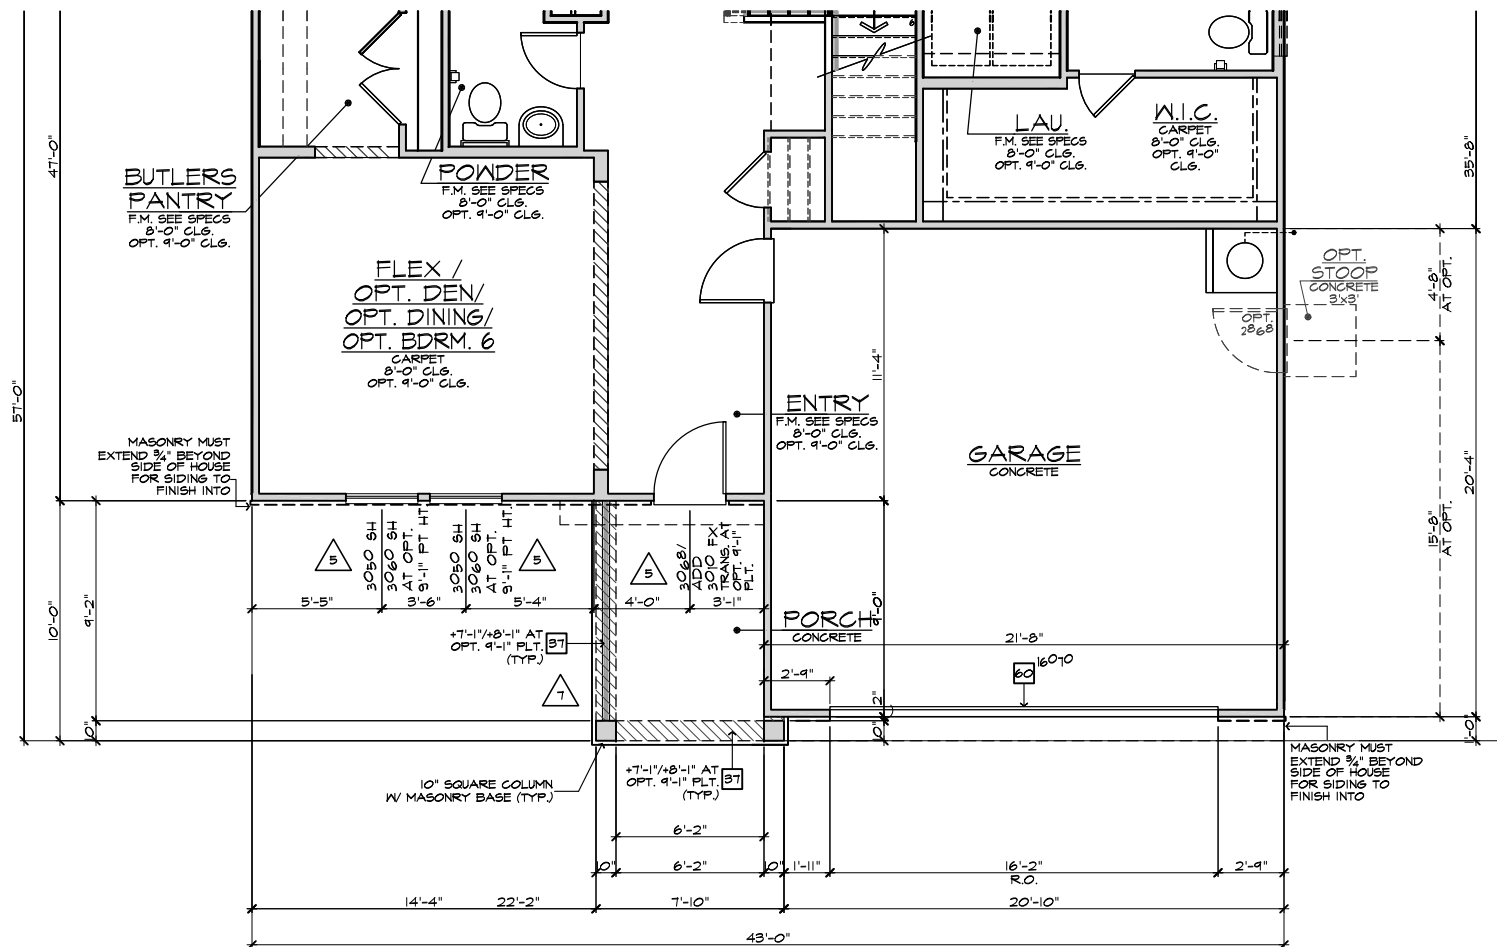 47'-0"
BUTLERS
PANTRY
F.M. SEE SPECS
8'-0" CLG.
OPT. 9'-0" CLG.
POWDER
F.M. SEE SPECS
8'-0" CLG.
OPT. 9'-0" CLG.
LAU.
F.M. SEE SPECS
8'-0" CLG.
OPT. 9'-0" CLG.
W.I.C.
CARPET
8'-0" CLG.
OPT. 9'-0"
CLG.
35'-8"
FLEX /
OPT. DEN/
OPT. DINING/
OPT. BDRM. 6
CARPET
8'-0" CLG.
OPT. 9'-0" CLG.
OPT.
STOOP
CONCRETE
3'x3'
OPT.
2868
4'-8"
AT OPT.
11'-4"
57'-0"
ENTRY
F.M. SEE SPECS
8'-0" CLG.
OPT. 9'-0" CLG.
GARAGE
CONCRETE
20'-4"
15'-8"
AT OPT.
MASONRY MUST
EXTEND 3/4" BEYOND
SIDE OF HOUSE
FOR SIDING TO
FINISH INTO
5
3050 SH
3060 SH
AT OPT.
9'-1" PT HT.
3050 SH
3060 SH
AT OPT.
9'-1" PT HT.
5
5
3068/
ADD
3010 FX
TRANS. AT
OPT. 9'-1"
PLT.
10'-0"
9'-2"
5'-5"
3'-6"
5'-4"
4'-0"
3'-1"
9'-0"
PORCH
CONCRETE
+7'-1"/+8'-1" AT
OPT. 9'-1" PLT.
(TYP.)
37
7
21'-8"
2'-9"
60
16070
2"
10"
10"
1'-0"
10" SQUARE COLUMN
W/ MASONRY BASE (TYP.)
+7'-1"/+8'-1" AT
OPT. 9'-1" PLT.
(TYP.)
37
MASONRY MUST
EXTEND 3/4" BEYOND
SIDE OF HOUSE
FOR SIDING TO
FINISH INTO
6'-2"
10"
6'-2"
10"
1'-11"
16'-2"
R.O.
2'-9"
14'-4"
22'-2"
7'-10"
20'-10"
43'-0"